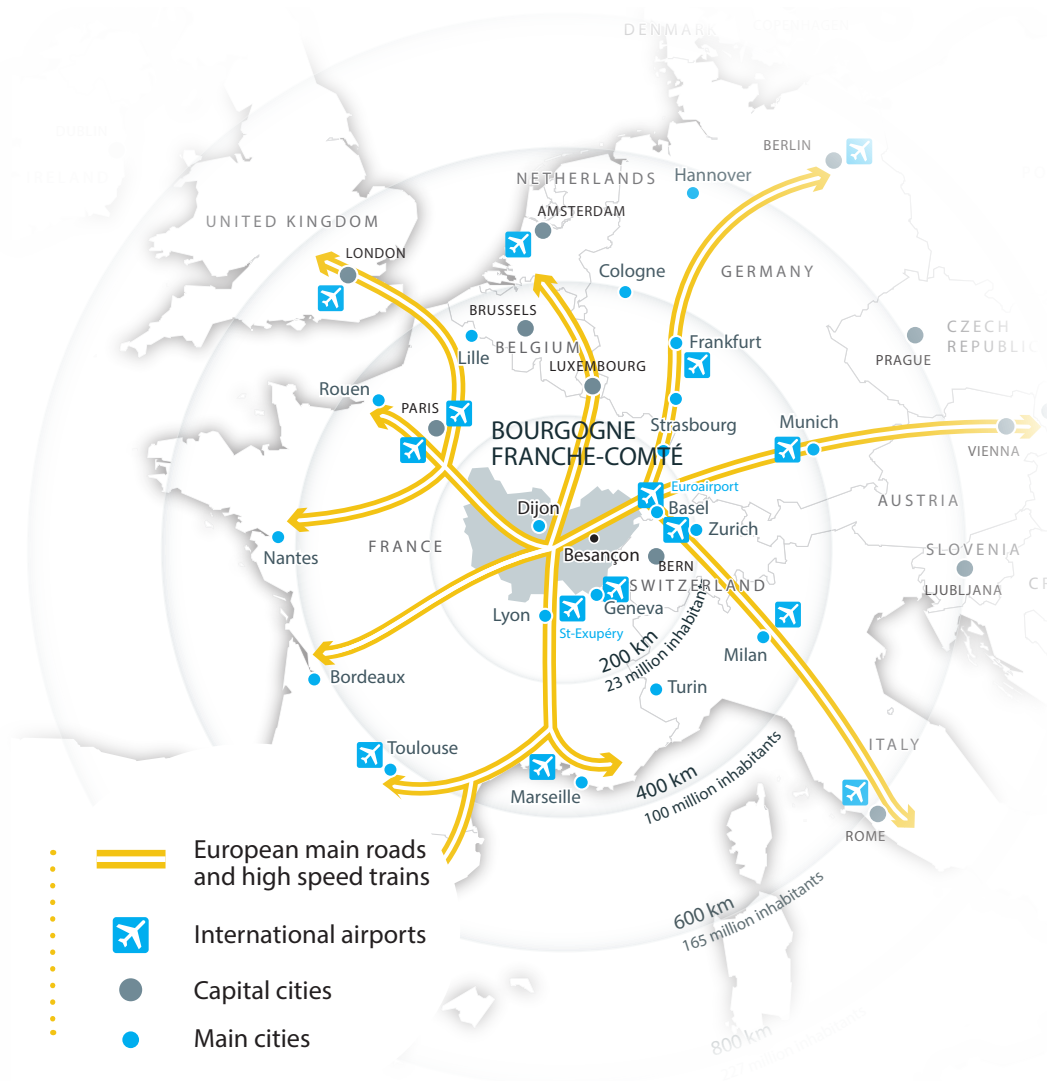 DENMARK
COPENHAGEN
DUBLIN
IRELAND
BERLIN
NETHERLANDS
Hannover
AMSTERDAM
UNITED KINGDOM
LONDON
Cologne
GERMANY
BRUSSELS
BELGIUM
Lille
LUXEMBOURG
Frankfurt
CZECH
REPUBLIC
PRAGUE
Rouen
PARIS
BOURGOGNE
FRANCHE-COMTÉ
Strasbourg
Munich
VIENNA
Euroairport
Basel
AUSTRIA
Dijon
Zurich
Nantes
FRANCE
Besançon
BERN
SWITZERLAND
SLOVENIA
LJUBLJANA
Lyon
Geneva
St-Exupéry
200 km
23 million inhabitants
Milan
Bordeaux
Turin
Toulouse
ITALY
Marseille
400 km
100 million inhabitants
ROME
600 km
165 million inhabitants
800 km
European main roads
and high speed trains
International airports
Capital cities
Main cities